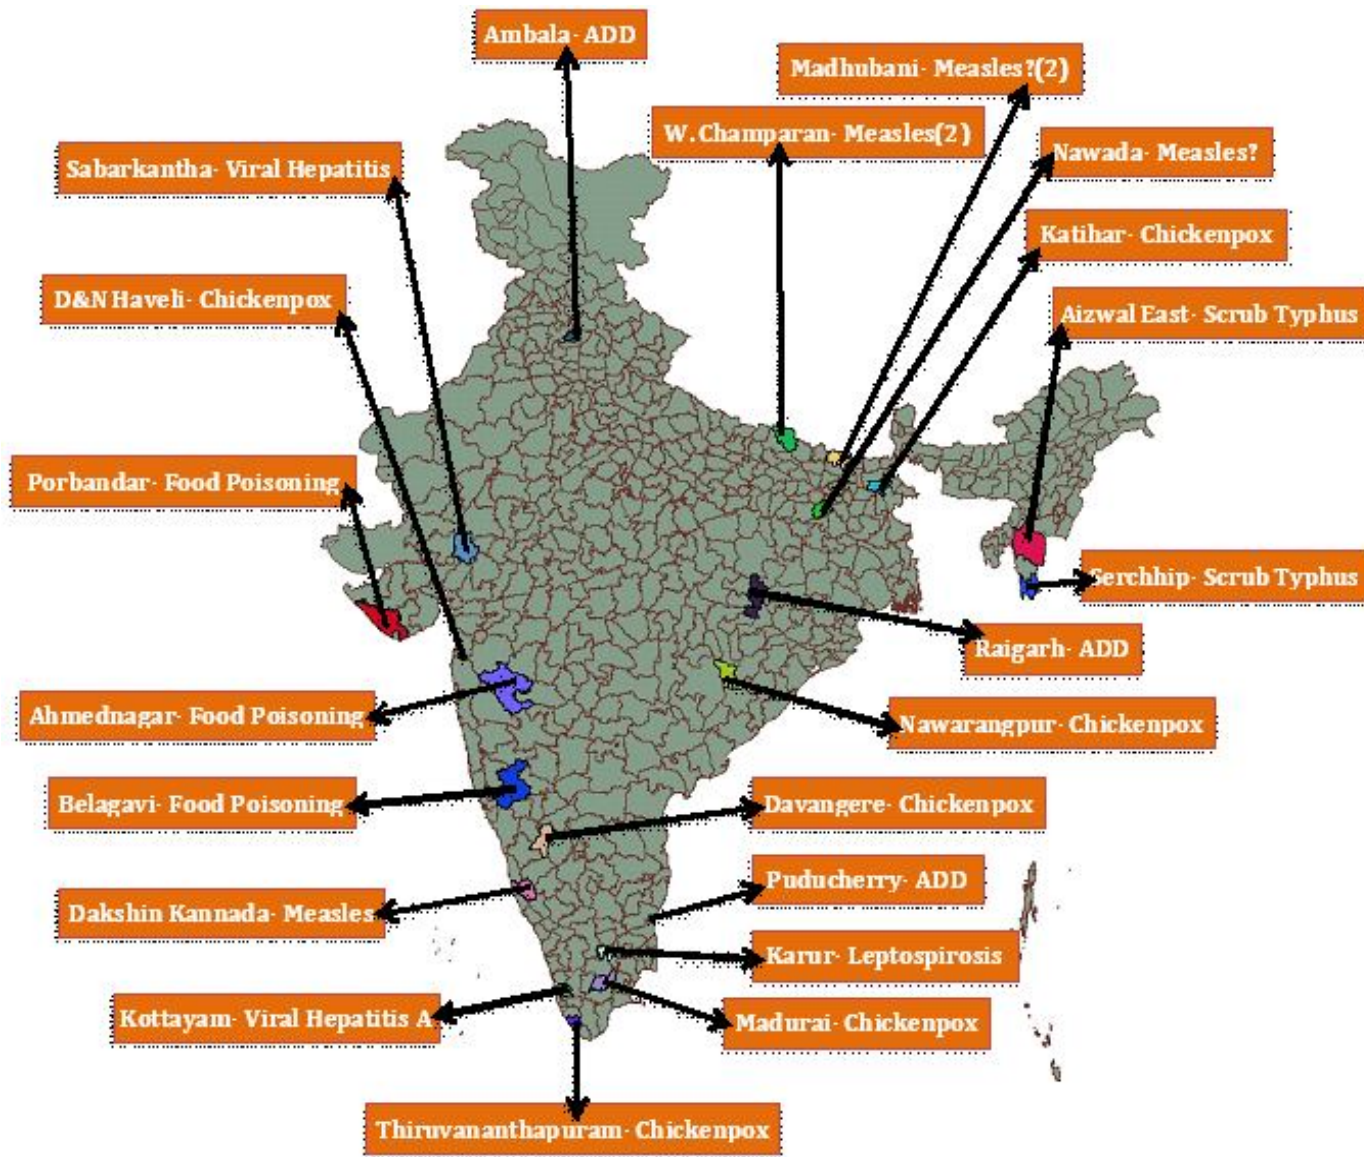 Ambala- ADD
Madhubani- Measles?(2)
W.Champaran- Measles(2)
Nawada- Measles?
Sabarkantha- Viral Hepatitis
Katihar- Chickenpox
D&N Haveli- Chickenpox
Aizwal East- Scrub Typhus
Porbandar- Food Poisoning
Serchhip- Scrub Typhus
Raigarh- ADD
Ahmednagar- Food Poisoning
Nawarangpur- Chickenpox
Belagavi- Food Poisoning
Davangere- Chickenpox
Puducherry- ADD
Dakshin Kannada- Measles
Karur- Leptospirosis
Kottayam- Viral Hepatitis A
Madurai- Chickenpox
Thiruvananthapuram- Chickenpox